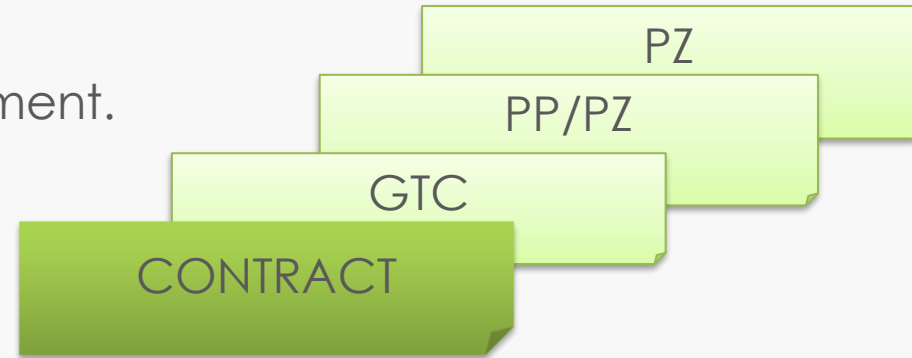 PZ
ment.
PP/PZ
GTC
CONTRACT